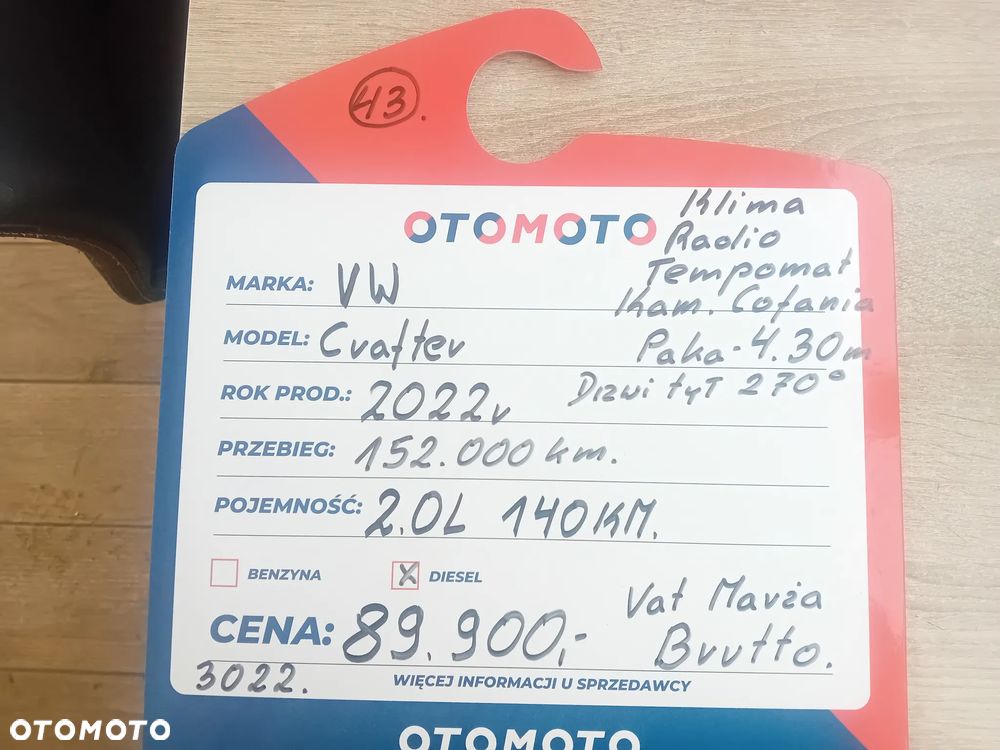 43.
OTOMOTO
Klima
Radio
Tempomat
Kam. Cofania
Paka - 4.30m
Drzwi tył 270°
MARKA: VW
MODEL: Crafter
ROK PROD.: 2022r
PRZEBIEG: 152.000 km.
POJEMNOŚĆ: 2.0L 140KM.
BENZYNA
X DIESEL
CENA: 89.900,-
Vat Marża
Brutto.
3022.
WIĘCEJ INFORMACJI U SPRZEDAWCY
OTOMOTO
OTOMOTO